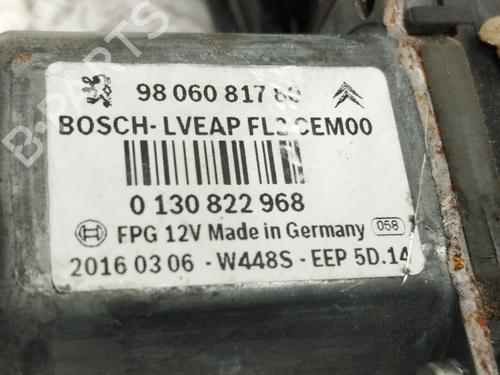 98 060 817 80
BOSCH- LVEAP FL2 CEM00
0 130 822 968
FPG 12V Made in Germany 058
2016 03 06 - W448S - EEP 5D.14